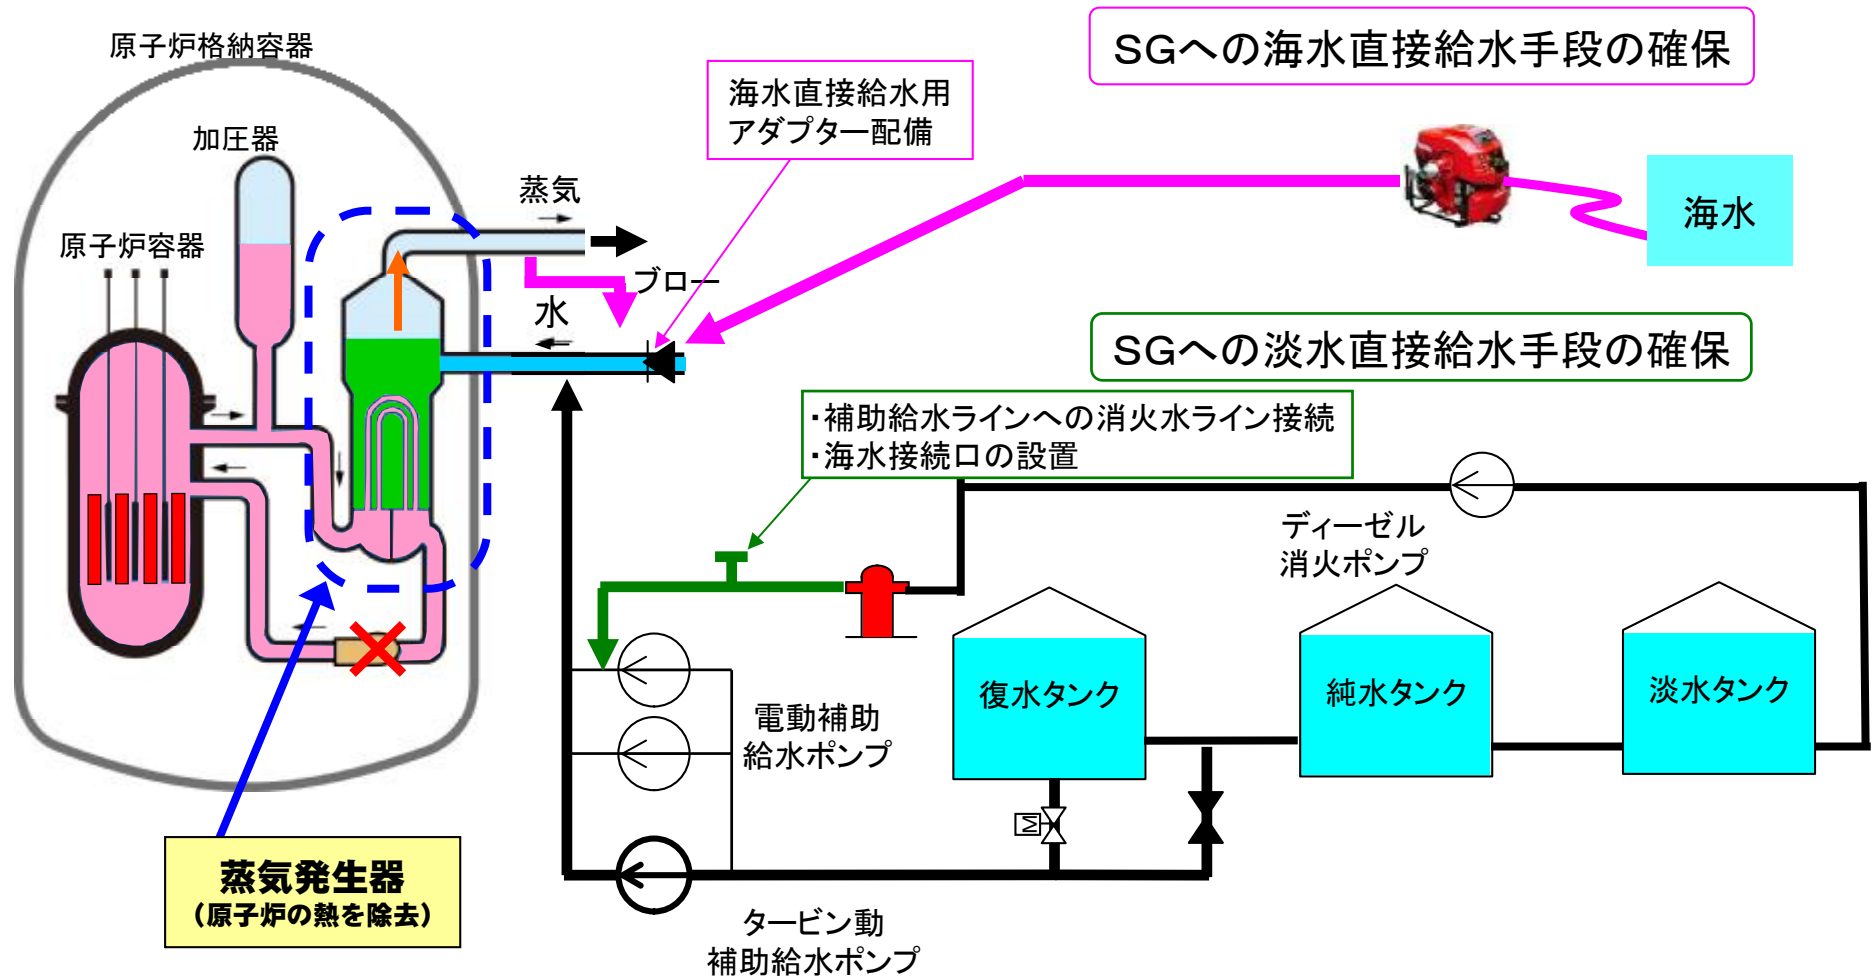 原子炉格納容器
SGへの海水直接給水手段の確保
海水直接給水用
アダプター配備
加圧器
蒸気
海水
原子炉容器
ブロー
水
SGへの淡水直接給水手段の確保
・補助給水ラインへの消火水ライン接続
・海水接続口の設置
ディーゼル
消火ポンプ
復水タンク
純水タンク
淡水タンク
電動補助
給水ポンプ
M
蒸気発生器
（原子炉の熱を除去）
タービン動
補助給水ポンプ